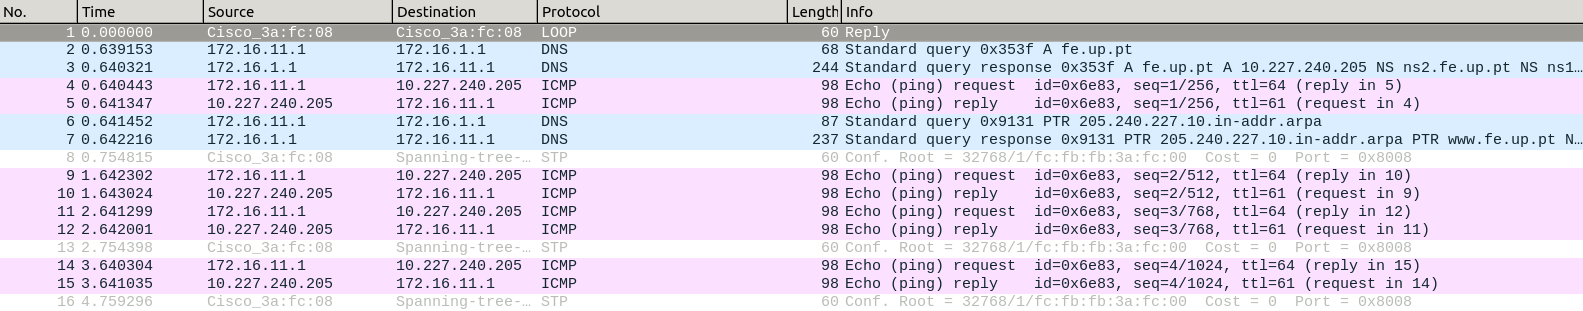 No. Time Source Destination Protocol Length Info
1 0.000000 Cisco_3a:fc:08 Cisco_3a:fc:08 LOOP 60 Reply
2 0.639153 172.16.11.1 172.16.1.1 DNS 68 Standard query 0x353f A fe.up.pt
3 0.640321 172.16.1.1 172.16.11.1 DNS 244 Standard query response 0x353f A fe.up.pt A 10.227.240.205 NS ns2.fe.up.pt NS ns1…
4 0.640443 172.16.11.1 10.227.240.205 ICMP 98 Echo (ping) request id=0x6e83, seq=1/256, ttl=64 (reply in 5)
5 0.641347 10.227.240.205 172.16.11.1 ICMP 98 Echo (ping) reply id=0x6e83, seq=1/256, ttl=61 (request in 4)
6 0.641452 172.16.11.1 172.16.1.1 DNS 87 Standard query 0x9131 PTR 205.240.227.10.in-addr.arpa
7 0.642216 172.16.1.1 172.16.11.1 DNS 237 Standard query response 0x9131 PTR 205.240.227.10.in-addr.arpa PTR www.fe.up.pt N…
8 0.754815 Cisco_3a:fc:08 Spanning-tree-… STP 60 Conf. Root = 32768/1/fc:fb:fb:3a:fc:00 Cost = 0 Port = 0x8008
9 1.642302 172.16.11.1 10.227.240.205 ICMP 98 Echo (ping) request id=0x6e83, seq=2/512, ttl=64 (reply in 10)
10 1.643024 10.227.240.205 172.16.11.1 ICMP 98 Echo (ping) reply id=0x6e83, seq=2/512, ttl=61 (request in 9)
11 2.641299 172.16.11.1 10.227.240.205 ICMP 98 Echo (ping) request id=0x6e83, seq=3/768, ttl=64 (reply in 12)
12 2.642001 10.227.240.205 172.16.11.1 ICMP 98 Echo (ping) reply id=0x6e83, seq=3/768, ttl=61 (request in 11)
13 2.754398 Cisco_3a:fc:08 Spanning-tree-… STP 60 Conf. Root = 32768/1/fc:fb:fb:3a:fc:00 Cost = 0 Port = 0x8008
14 3.640304 172.16.11.1 10.227.240.205 ICMP 98 Echo (ping) request id=0x6e83, seq=4/1024, ttl=64 (reply in 15)
15 3.641035 10.227.240.205 172.16.11.1 ICMP 98 Echo (ping) reply id=0x6e83, seq=4/1024, ttl=61 (request in 14)
16 4.759296 Cisco_3a:fc:08 Spanning-tree-… STP 60 Conf. Root = 32768/1/fc:fb:fb:3a:fc:00 Cost = 0 Port = 0x8008